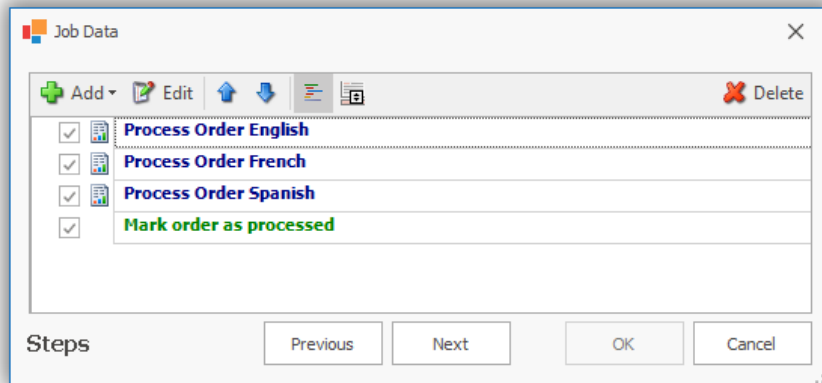 Job Data
Add Edit Delete
Process Order English
Process Order French
Process Order Spanish
Mark order as processed
Steps Previous Next OK Cancel